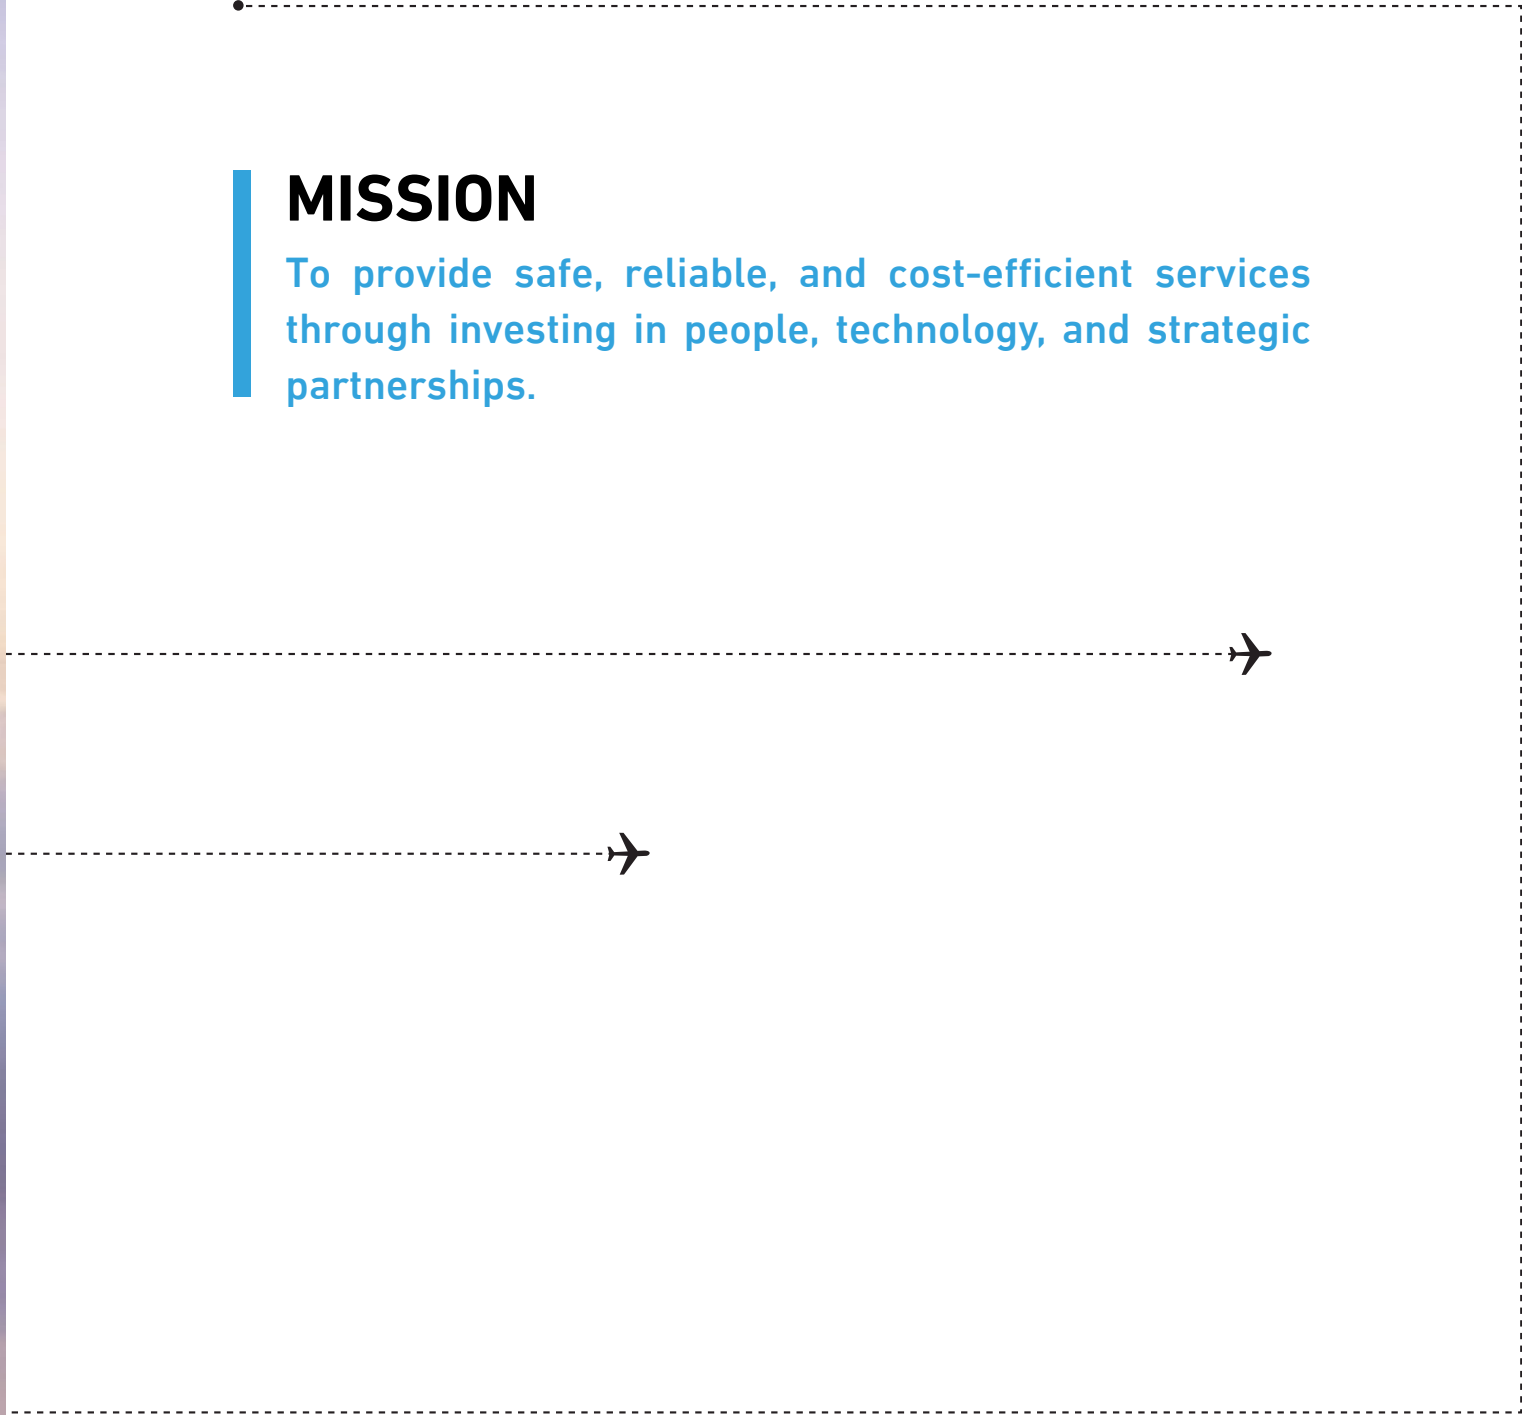 MISSION
To provide safe, reliable, and cost-efficient services
through investing in people, technology, and strategic
partnerships.